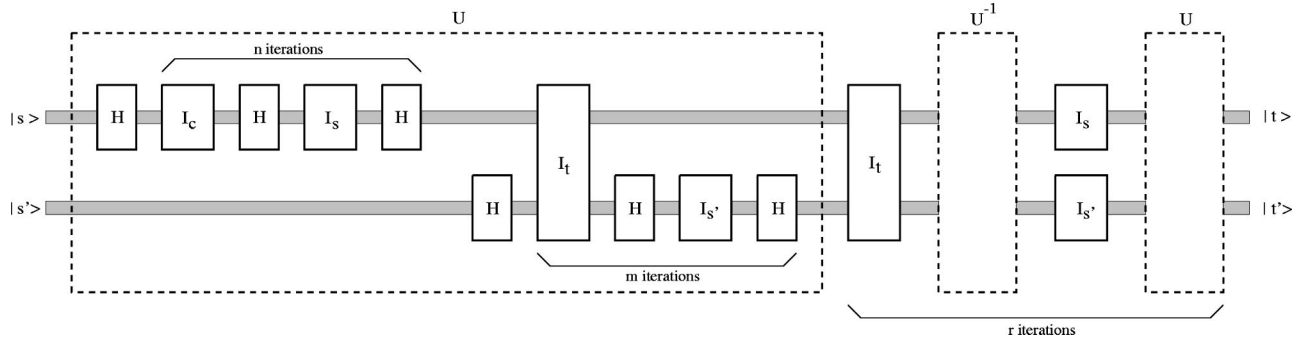 U
U⁻¹
U
n iterations
| s >
H
I_c
H
I_s
H
I_t
I_t
I_s
| t >
| s'>
H
H
I_s'
H
I_s'
| t'>
m iterations
r iterations